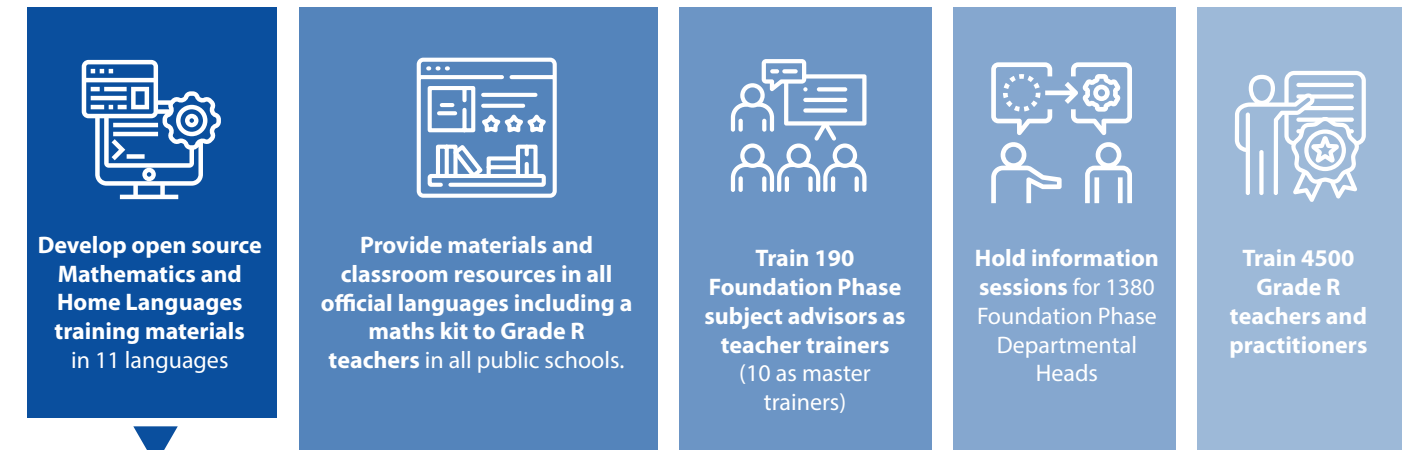 Develop open source
Mathematics and
Home Languages
training materials
in 11 languages
Provide materials and
classroom resources in all
official languages including a
maths kit to Grade R
teachers in all public schools.
Train 190
Foundation Phase
subject advisors as
teacher trainers
(10 as master
trainers)
Hold information
sessions for 1380
Foundation Phase
Departmental
Heads
Train 4500
Grade R
teachers and
practitioners